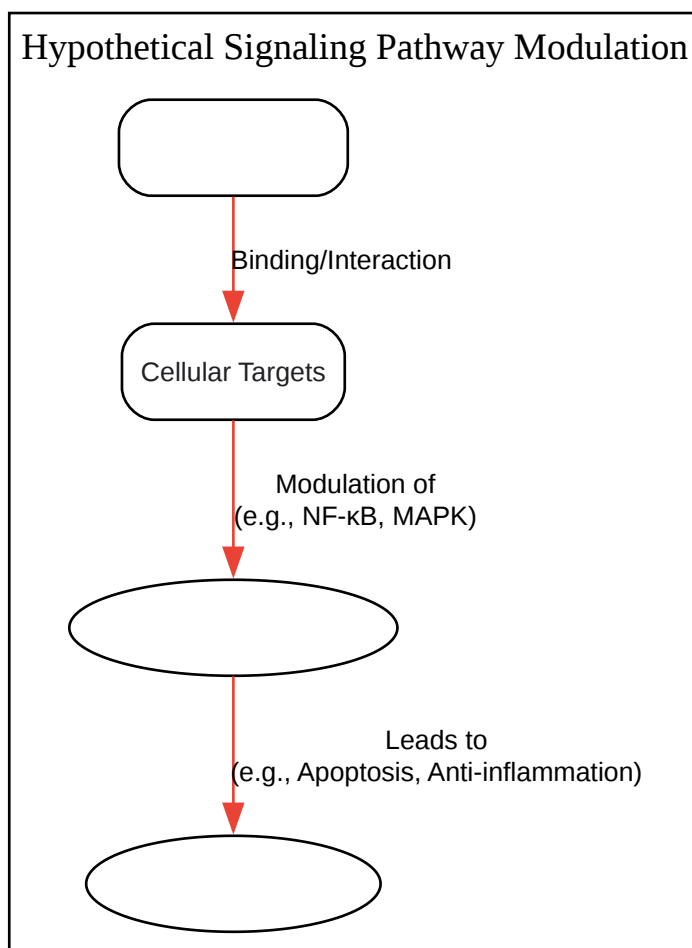 Hypothetical Signaling Pathway Modulation
Binding/Interaction
Cellular Targets
Modulation of
(e.g., NF-κB, MAPK)
Leads to
(e.g., Apoptosis, Anti-inflammation)